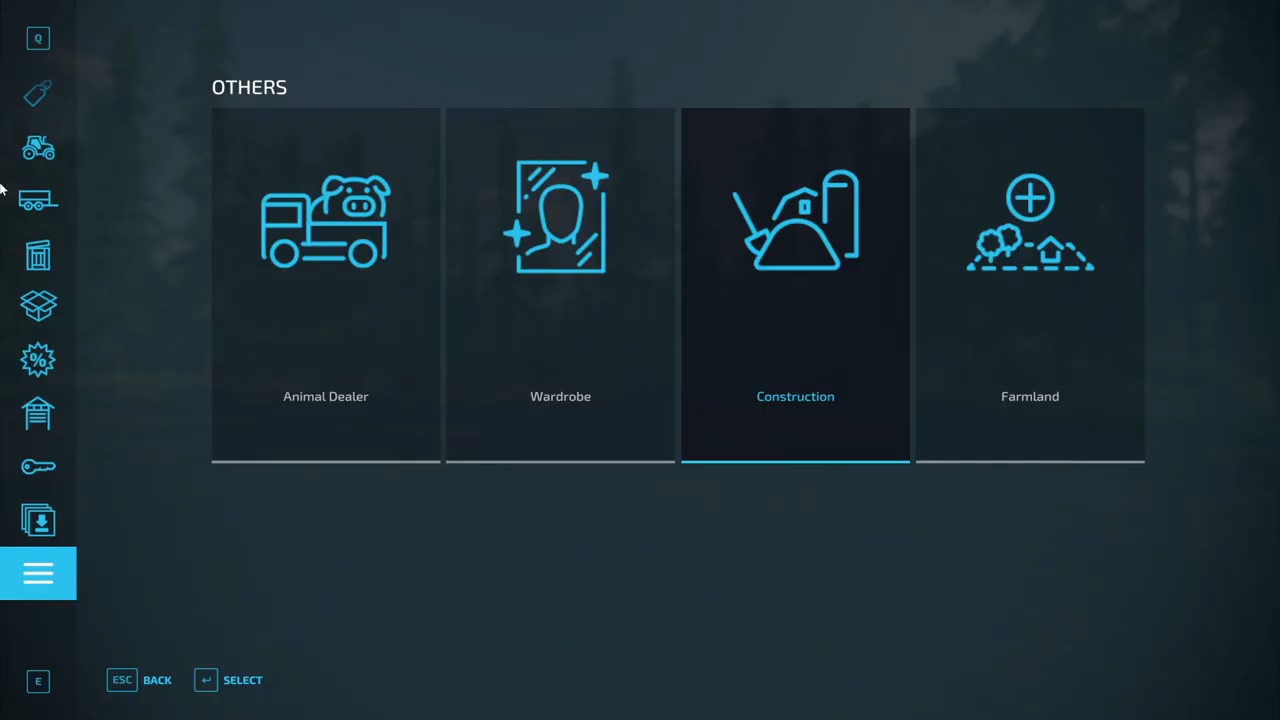 Q
OTHERS
%
Animal Dealer
Wardrobe
Construction
Farmland
E
ESC BACK
SELECT